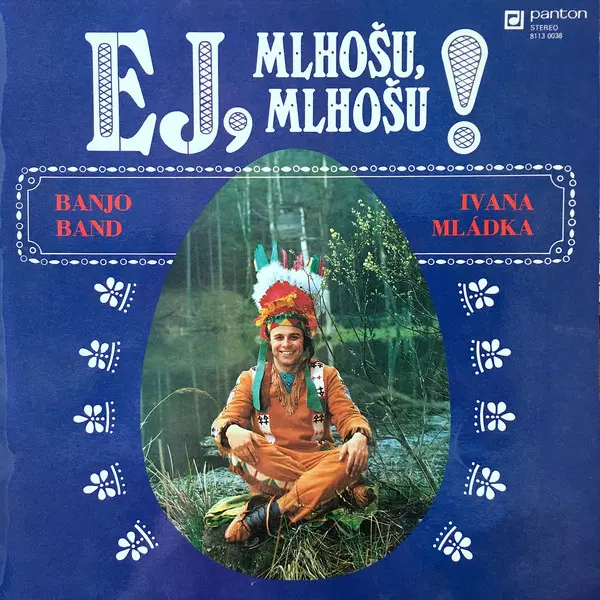 panton
STEREO
8113 0038
EJ, MLHOŠU,
MLHOŠU!
BANJO
BAND
IVANA
MLÁDKA